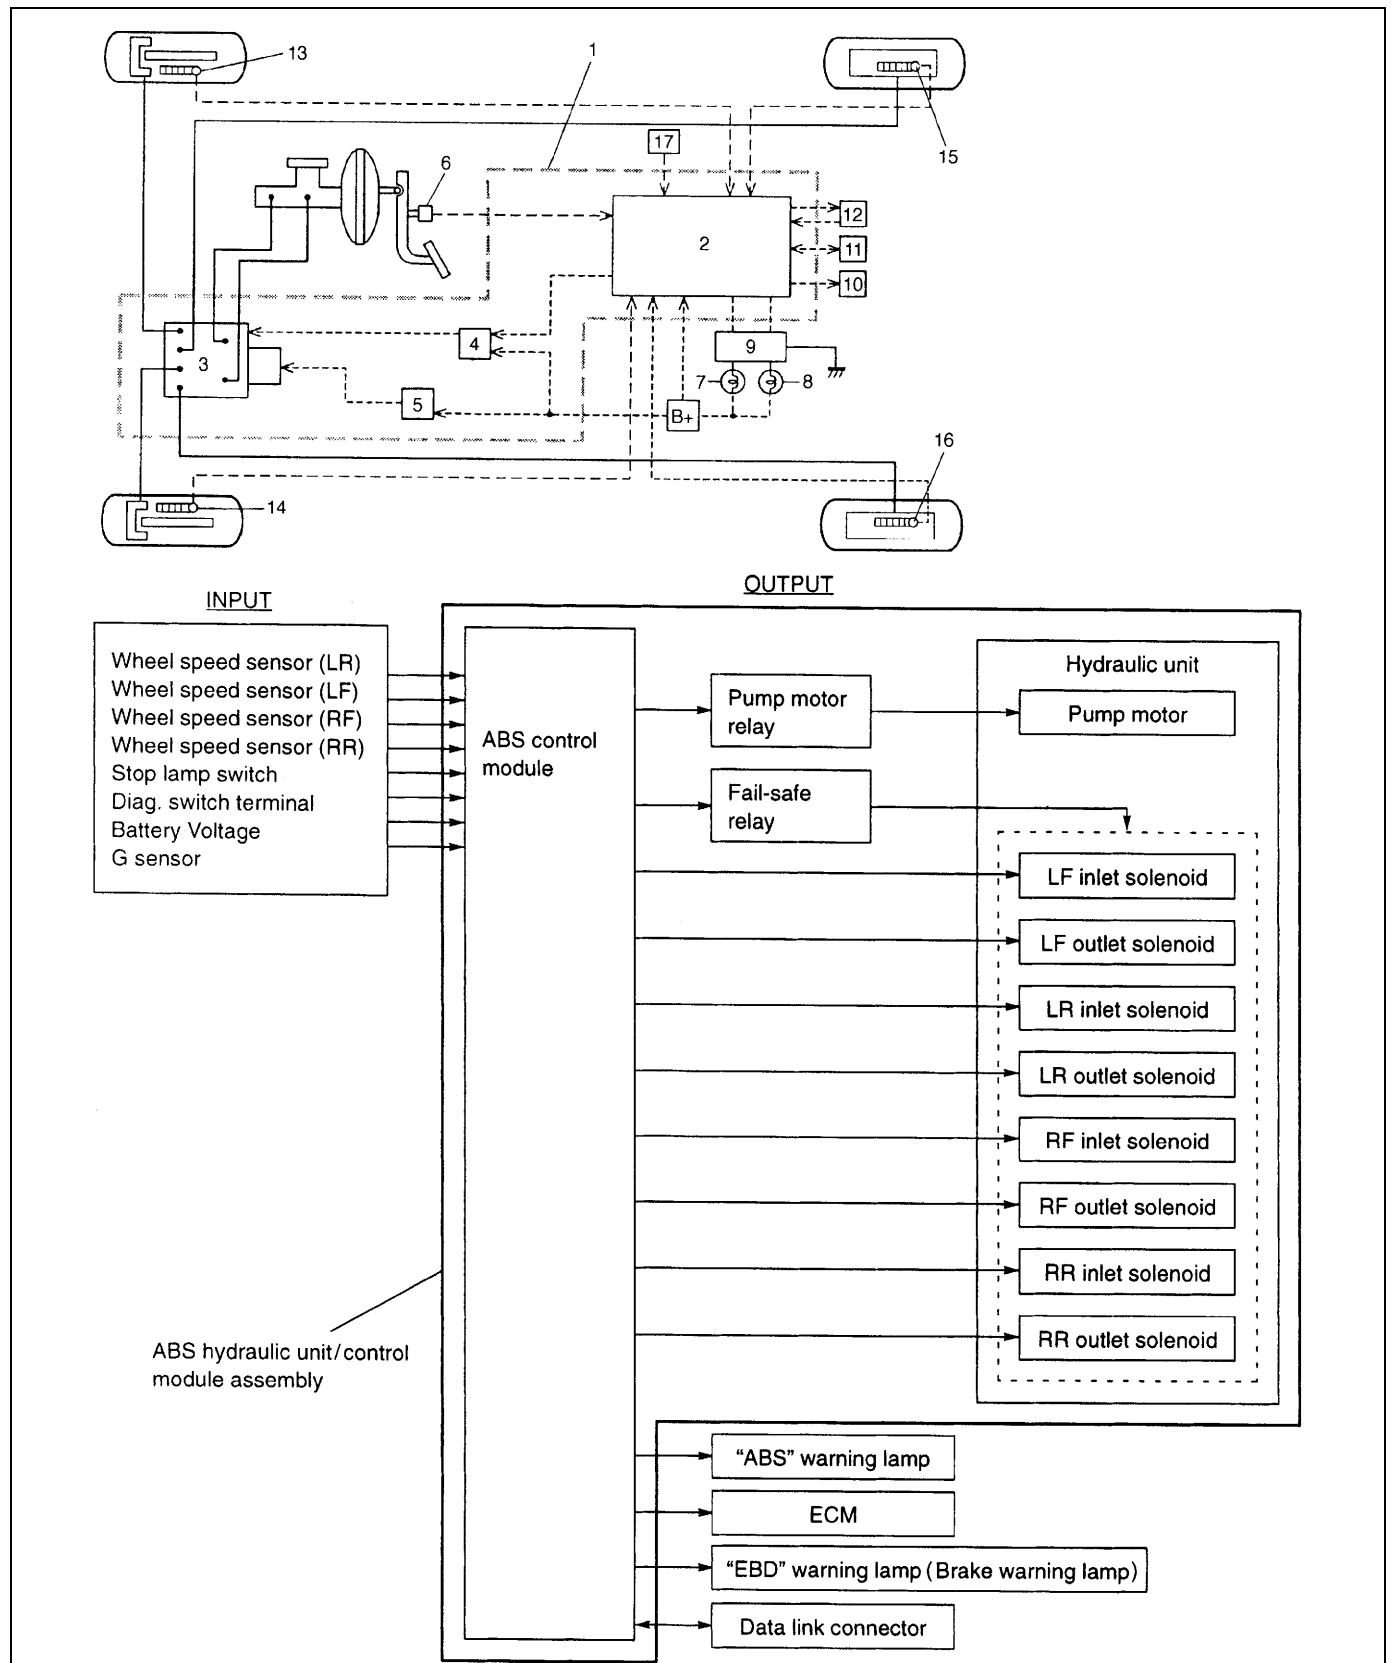 13
1
15
17
6
2
12
11
10
3
4
9
7
8
5
B+
16
14
INPUT
OUTPUT
Wheel speed sensor (LR)
Wheel speed sensor (LF)
Wheel speed sensor (RF)
Wheel speed sensor (RR)
Stop lamp switch
Diag. switch terminal
Battery Voltage
G sensor
ABS control
module
Pump motor
relay
Fail-safe
relay
Hydraulic unit
Pump motor
LF inlet solenoid
LF outlet solenoid
LR inlet solenoid
LR outlet solenoid
RF inlet solenoid
RF outlet solenoid
RR inlet solenoid
RR outlet solenoid
ABS hydraulic unit/control
module assembly
“ABS” warning lamp
ECM
“EBD” warning lamp (Brake warning lamp)
Data link connector